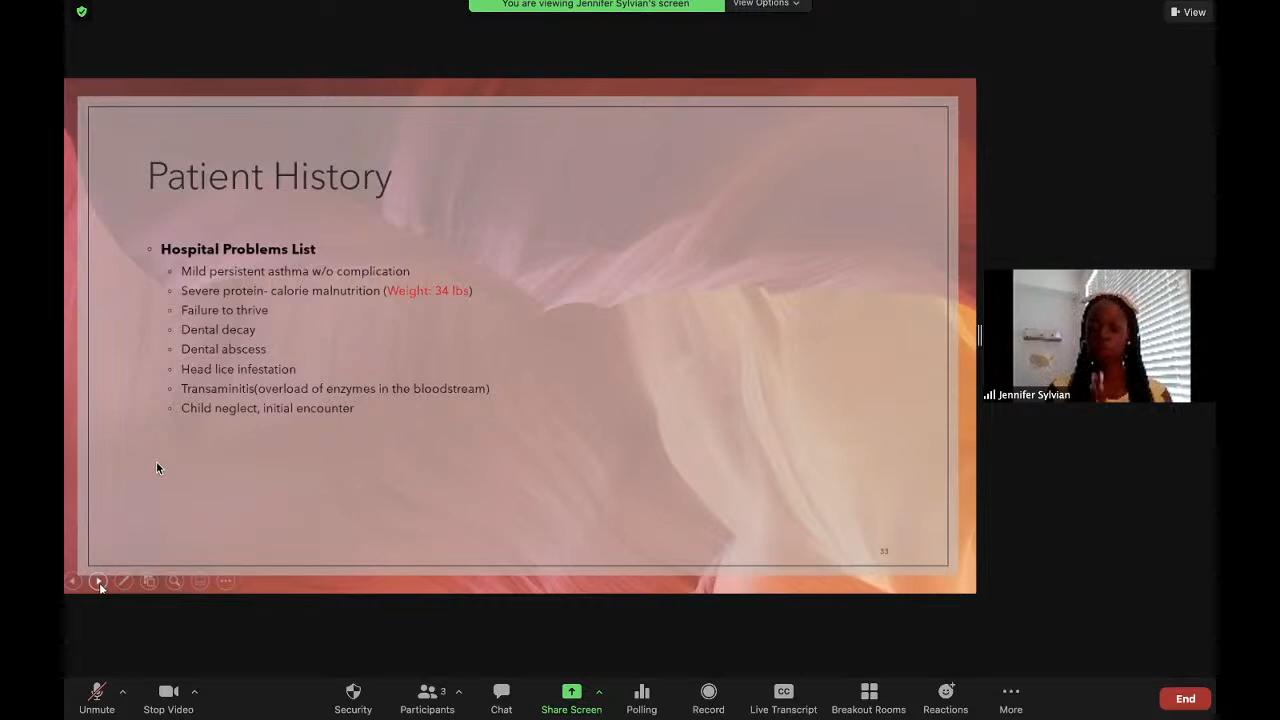 You are viewing Jennifer Sylvian's screen
View Options
View
Patient History
Hospital Problems List
Mild persistent asthma w/o complication
Severe protein- calorie malnutrition (Weight: 34 lbs)
Failure to thrive
Dental decay
Dental abscess
Head lice infestation
Transaminitis(overload of enzymes in the bloodstream)
Child neglect, initial encounter
33
Jennifer Sylvian
Unmute
Stop Video
Security
3
Participants
Chat
Share Screen
Polling
Record
CC
Live Transcript
Breakout Rooms
Reactions
More
End